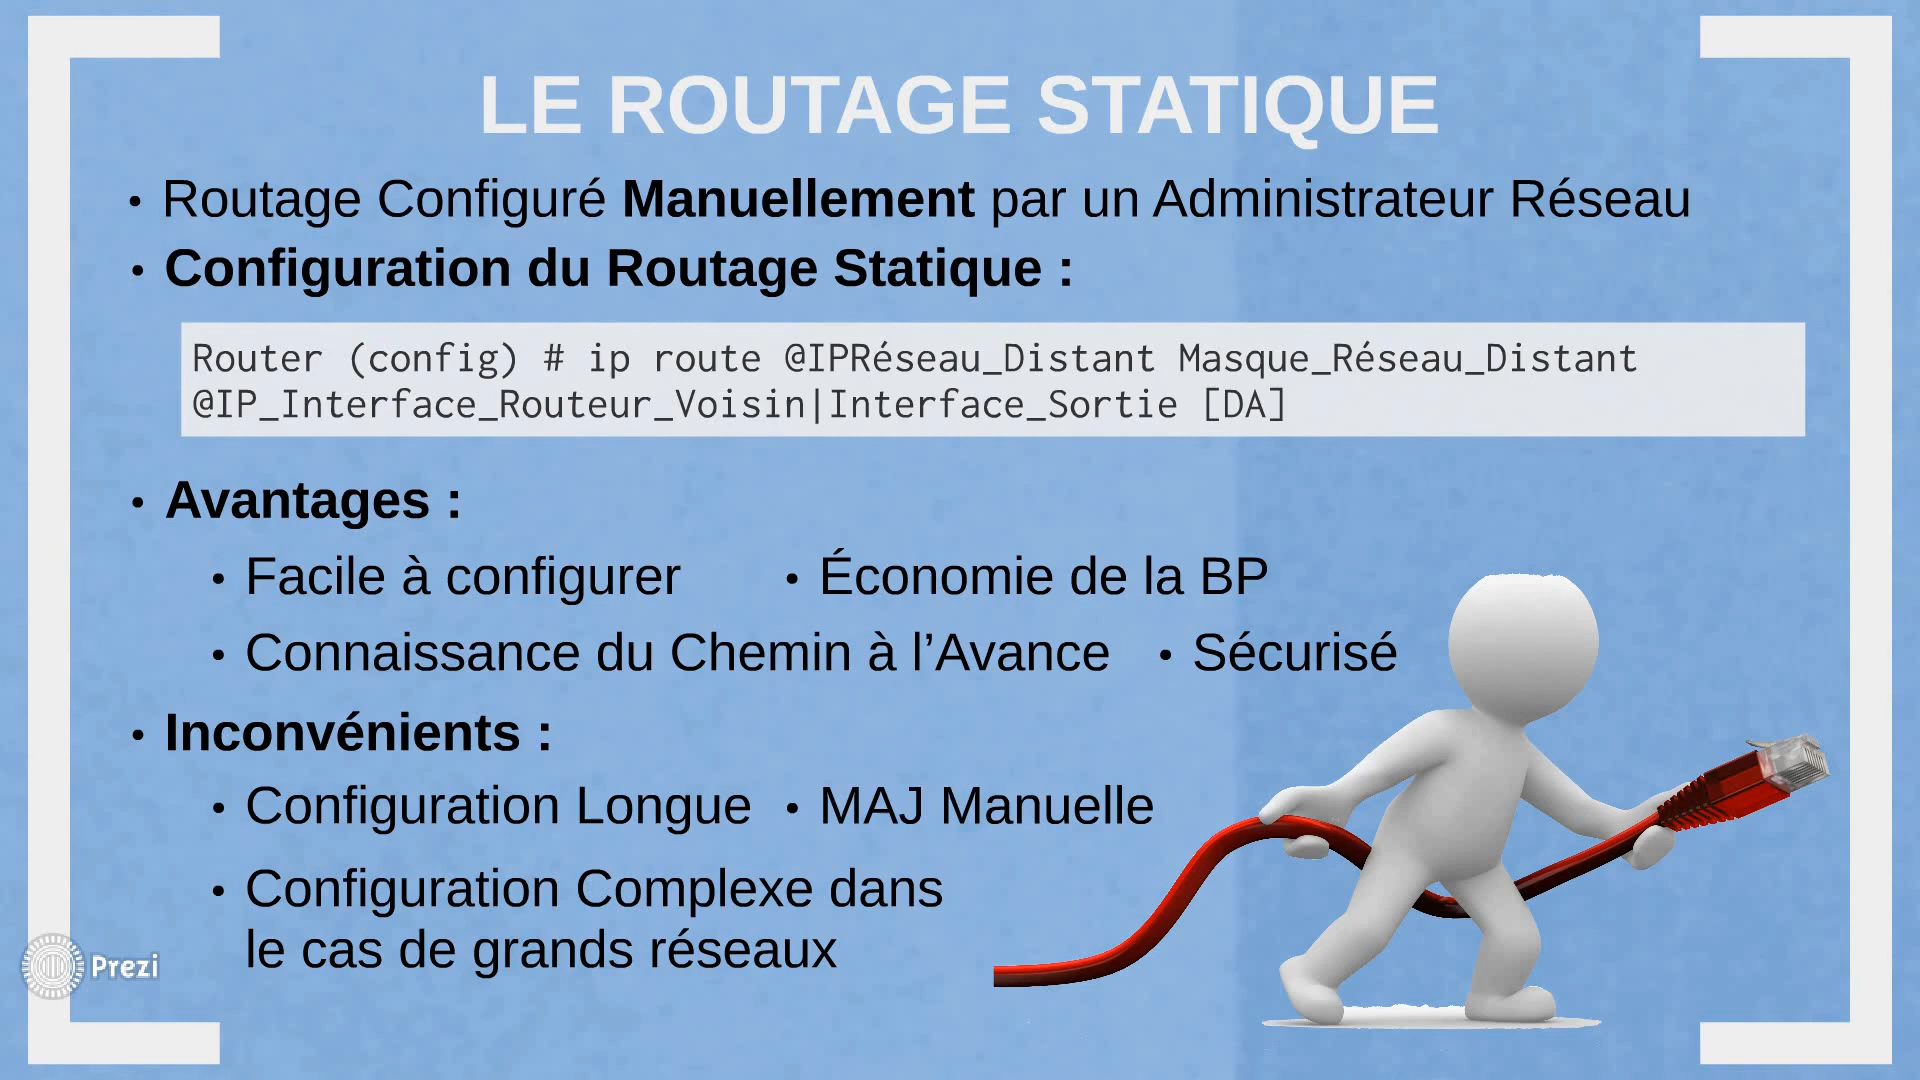 LE ROUTAGE STATIQUE
• Routage Configuré Manuellement par un Administrateur Réseau
• Configuration du Routage Statique :
Router (config) # ip route @IPRéseau_Distant Masque_Réseau_Distant
@IP_Interface_Routeur_Voisin|Interface_Sortie [DA]
• Avantages :
• Facile à configurer • Économie de la BP
• Connaissance du Chemin à l’Avance • Sécurisé
• Inconvénients :
• Configuration Longue • MAJ Manuelle
• Configuration Complexe dans
le cas de grands réseaux
Prezi